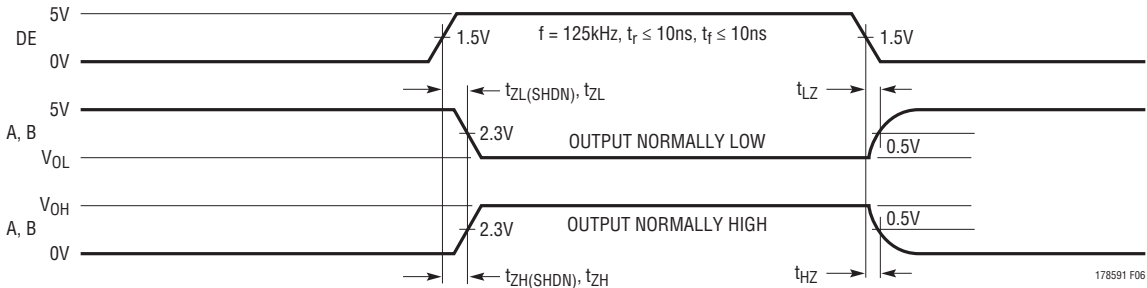 5V
DE
0V
1.5V
f = 125kHz, tr ≤ 10ns, tf ≤ 10ns
1.5V
tZL(SHDN), tZL
tLZ
5V
A, B
VOL
2.3V
OUTPUT NORMALLY LOW
0.5V
VOH
A, B
0V
2.3V
OUTPUT NORMALLY HIGH
0.5V
tZH(SHDN), tZH
tHZ
178591 F06